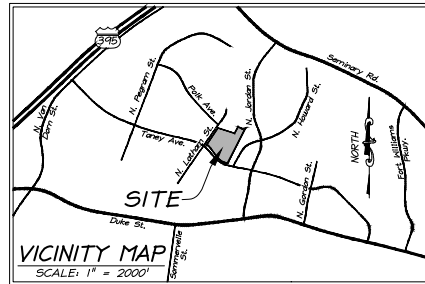 395
Seminary Rd.
N. Van
Dorn St.
N. Pegram St.
Polk Ave.
N. Jordan St.
N. Howard St.
Taney Ave.
N. Latham St.
NORTH
Fort Williams
Pkwy.
SITE
N. Gordon St.
Duke St.
VICINITY MAP
SCALE: 1" = 2000'
Sommervelle
St.